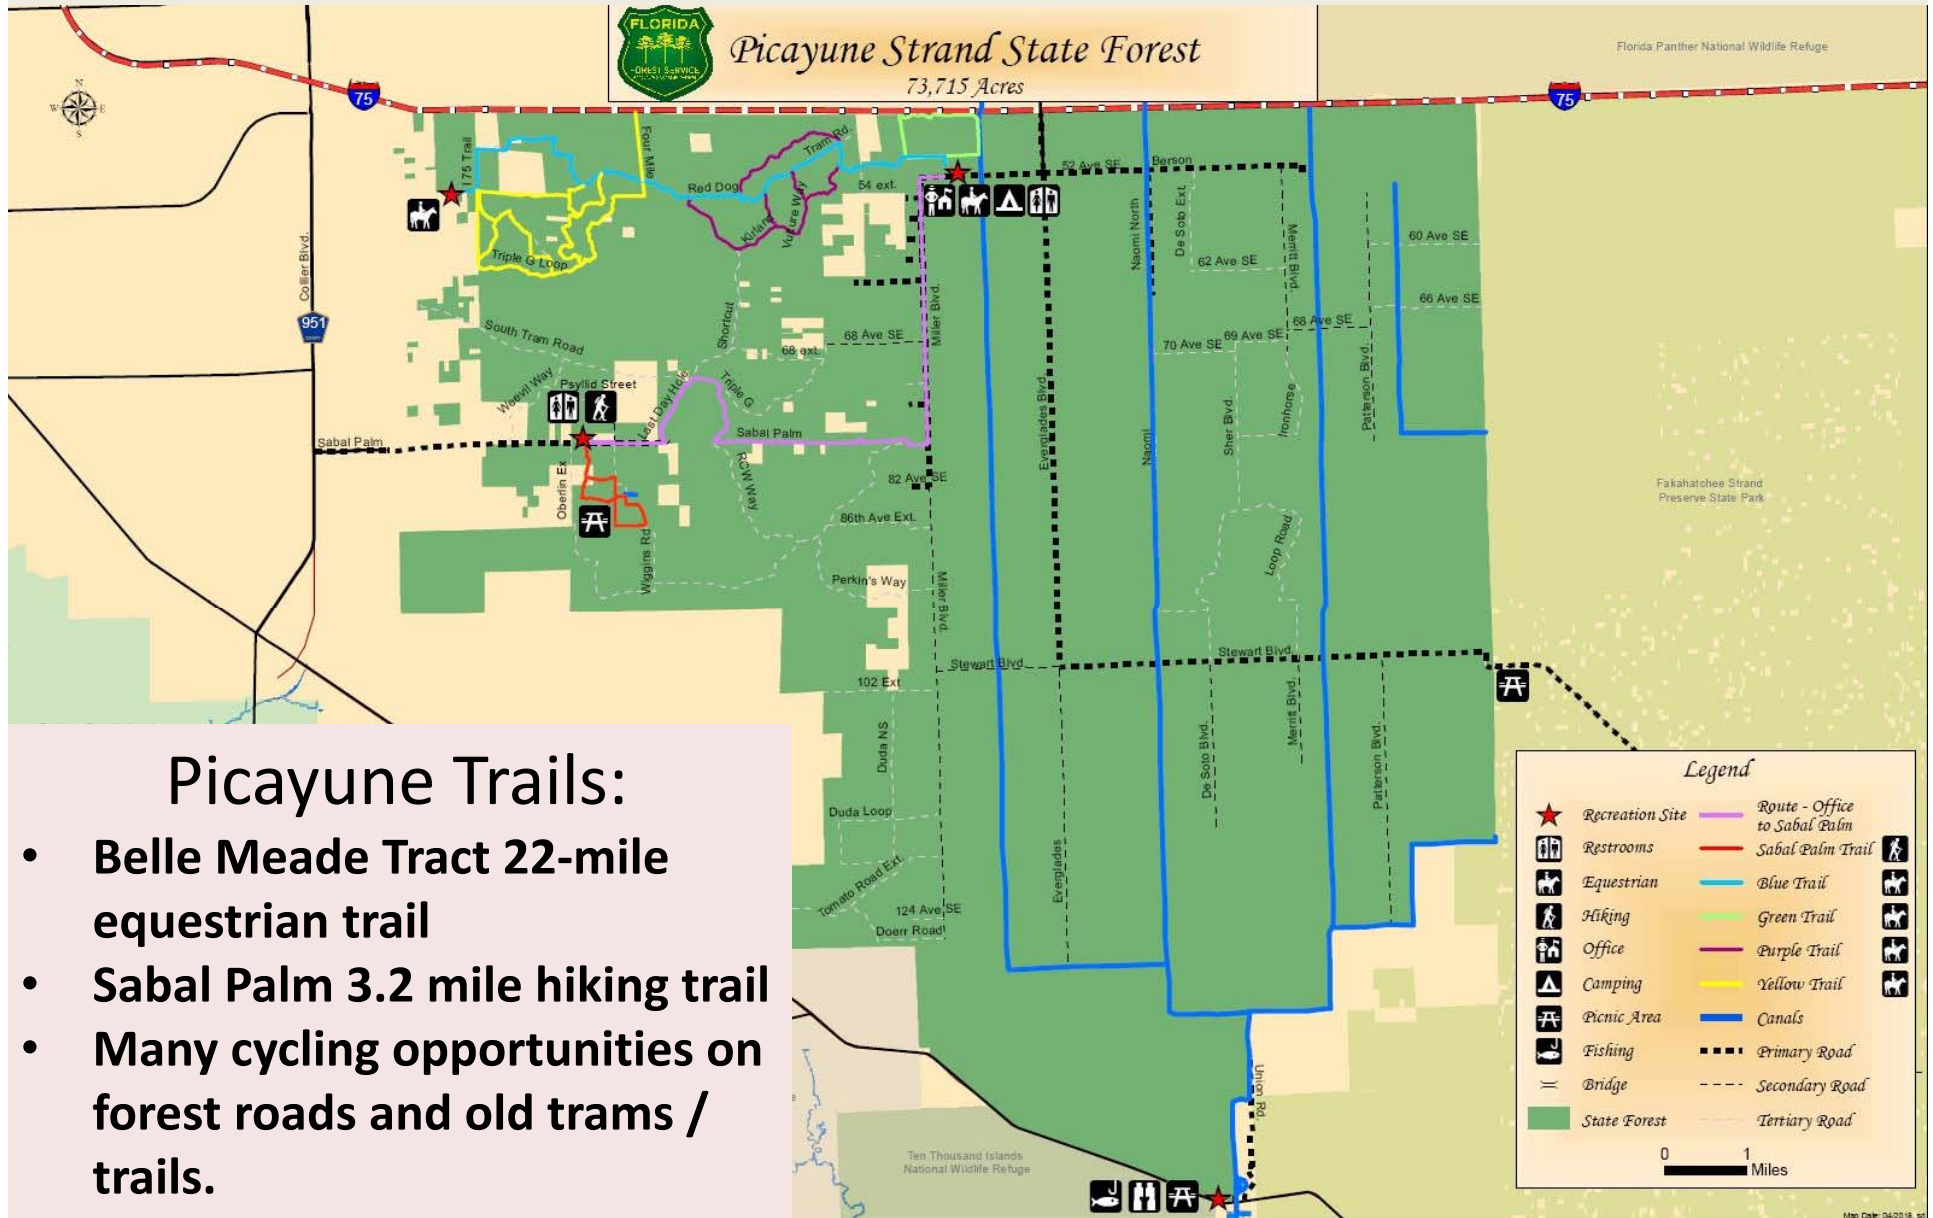 FLORIDA
FOREST SERVICE
Picayune Strand State Forest
73,715 Acres
Florida Panther National Wildlife Refuge
N
W
E
S
75
75
I 75 Trail
Four Mile
Tram Rd.
Red Dog
54 ext.
52 Ave SE
Berson
Kirland
Vulture Way
Triple G Loop
Collier Blvd.
951
Naomi North
De Soto Ext.
Merritt Blvd.
60 Ave SE
62 Ave SE
66 Ave SE
South Tram Road
Shortcut
68 ext.
68 Ave SE
Miller Blvd.
70 Ave SE
69 Ave SE
68 Ave SE
Patterson Blvd.
Weevil Way
Psyllid Street
Last Day Hole
Triple G
Everglades Blvd.
Sher Blvd.
Ironhorse
Sabal Palm
Sabal Palm
Naomi
Oberlin Ex
RCW Way
82 Ave SE
86th Ave Ext.
Wiggins Rd
Loop Road
Fakahatchee Strand
Preserve State Park
Perkin's Way
Miller Blvd.
Stewart Blvd.
Stewart Blvd.
102 Ext
Duda NS
De Soto Blvd.
Merritt Blvd.
Patterson Blvd.
Duda Loop
Everglades
Tomato Road Ext.
124 Ave SE
Doerr Road
Union Rd.
Ten Thousand Islands
National Wildlife Refuge
Picayune Trails:
• Belle Meade Tract 22-mile
equestrian trail
• Sabal Palm 3.2 mile hiking trail
• Many cycling opportunities on
forest roads and old trams /
trails.
Legend
Recreation Site
Restrooms
Equestrian
Hiking
Office
Camping
Picnic Area
Fishing
Bridge
State Forest
Route - Office
to Sabal Palm
Sabal Palm Trail
Blue Trail
Green Trail
Purple Trail
Yellow Trail
Canals
Primary Road
Secondary Road
Tertiary Road
0 1
Miles
Map Date: 04/2018